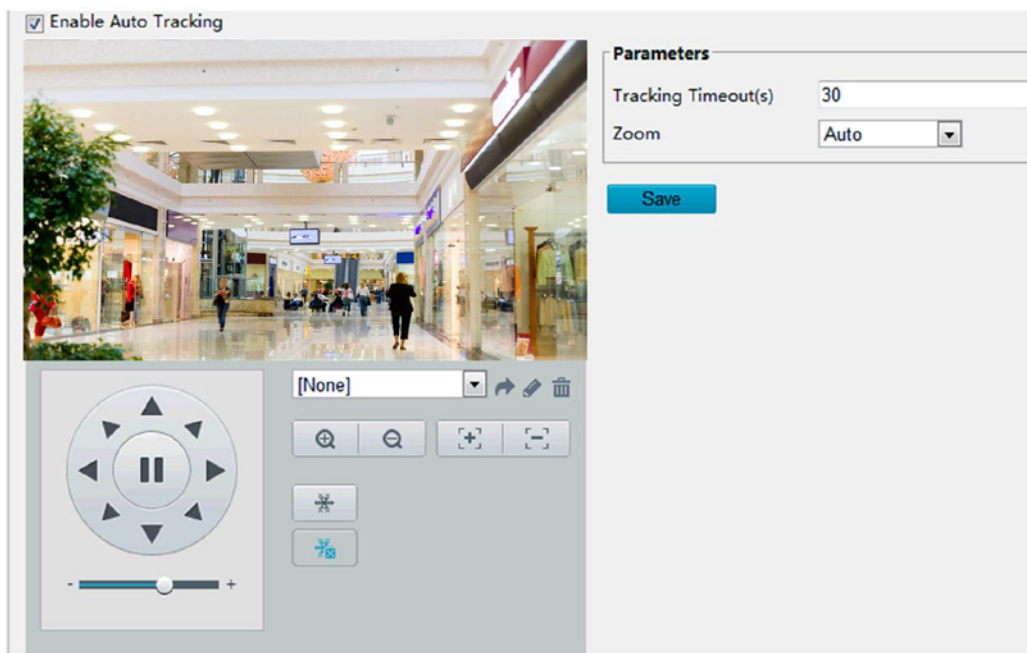 Enable Auto Tracking
Parameters
Tracking Timeout(s) 30
Zoom Auto
Save
[None]
- +